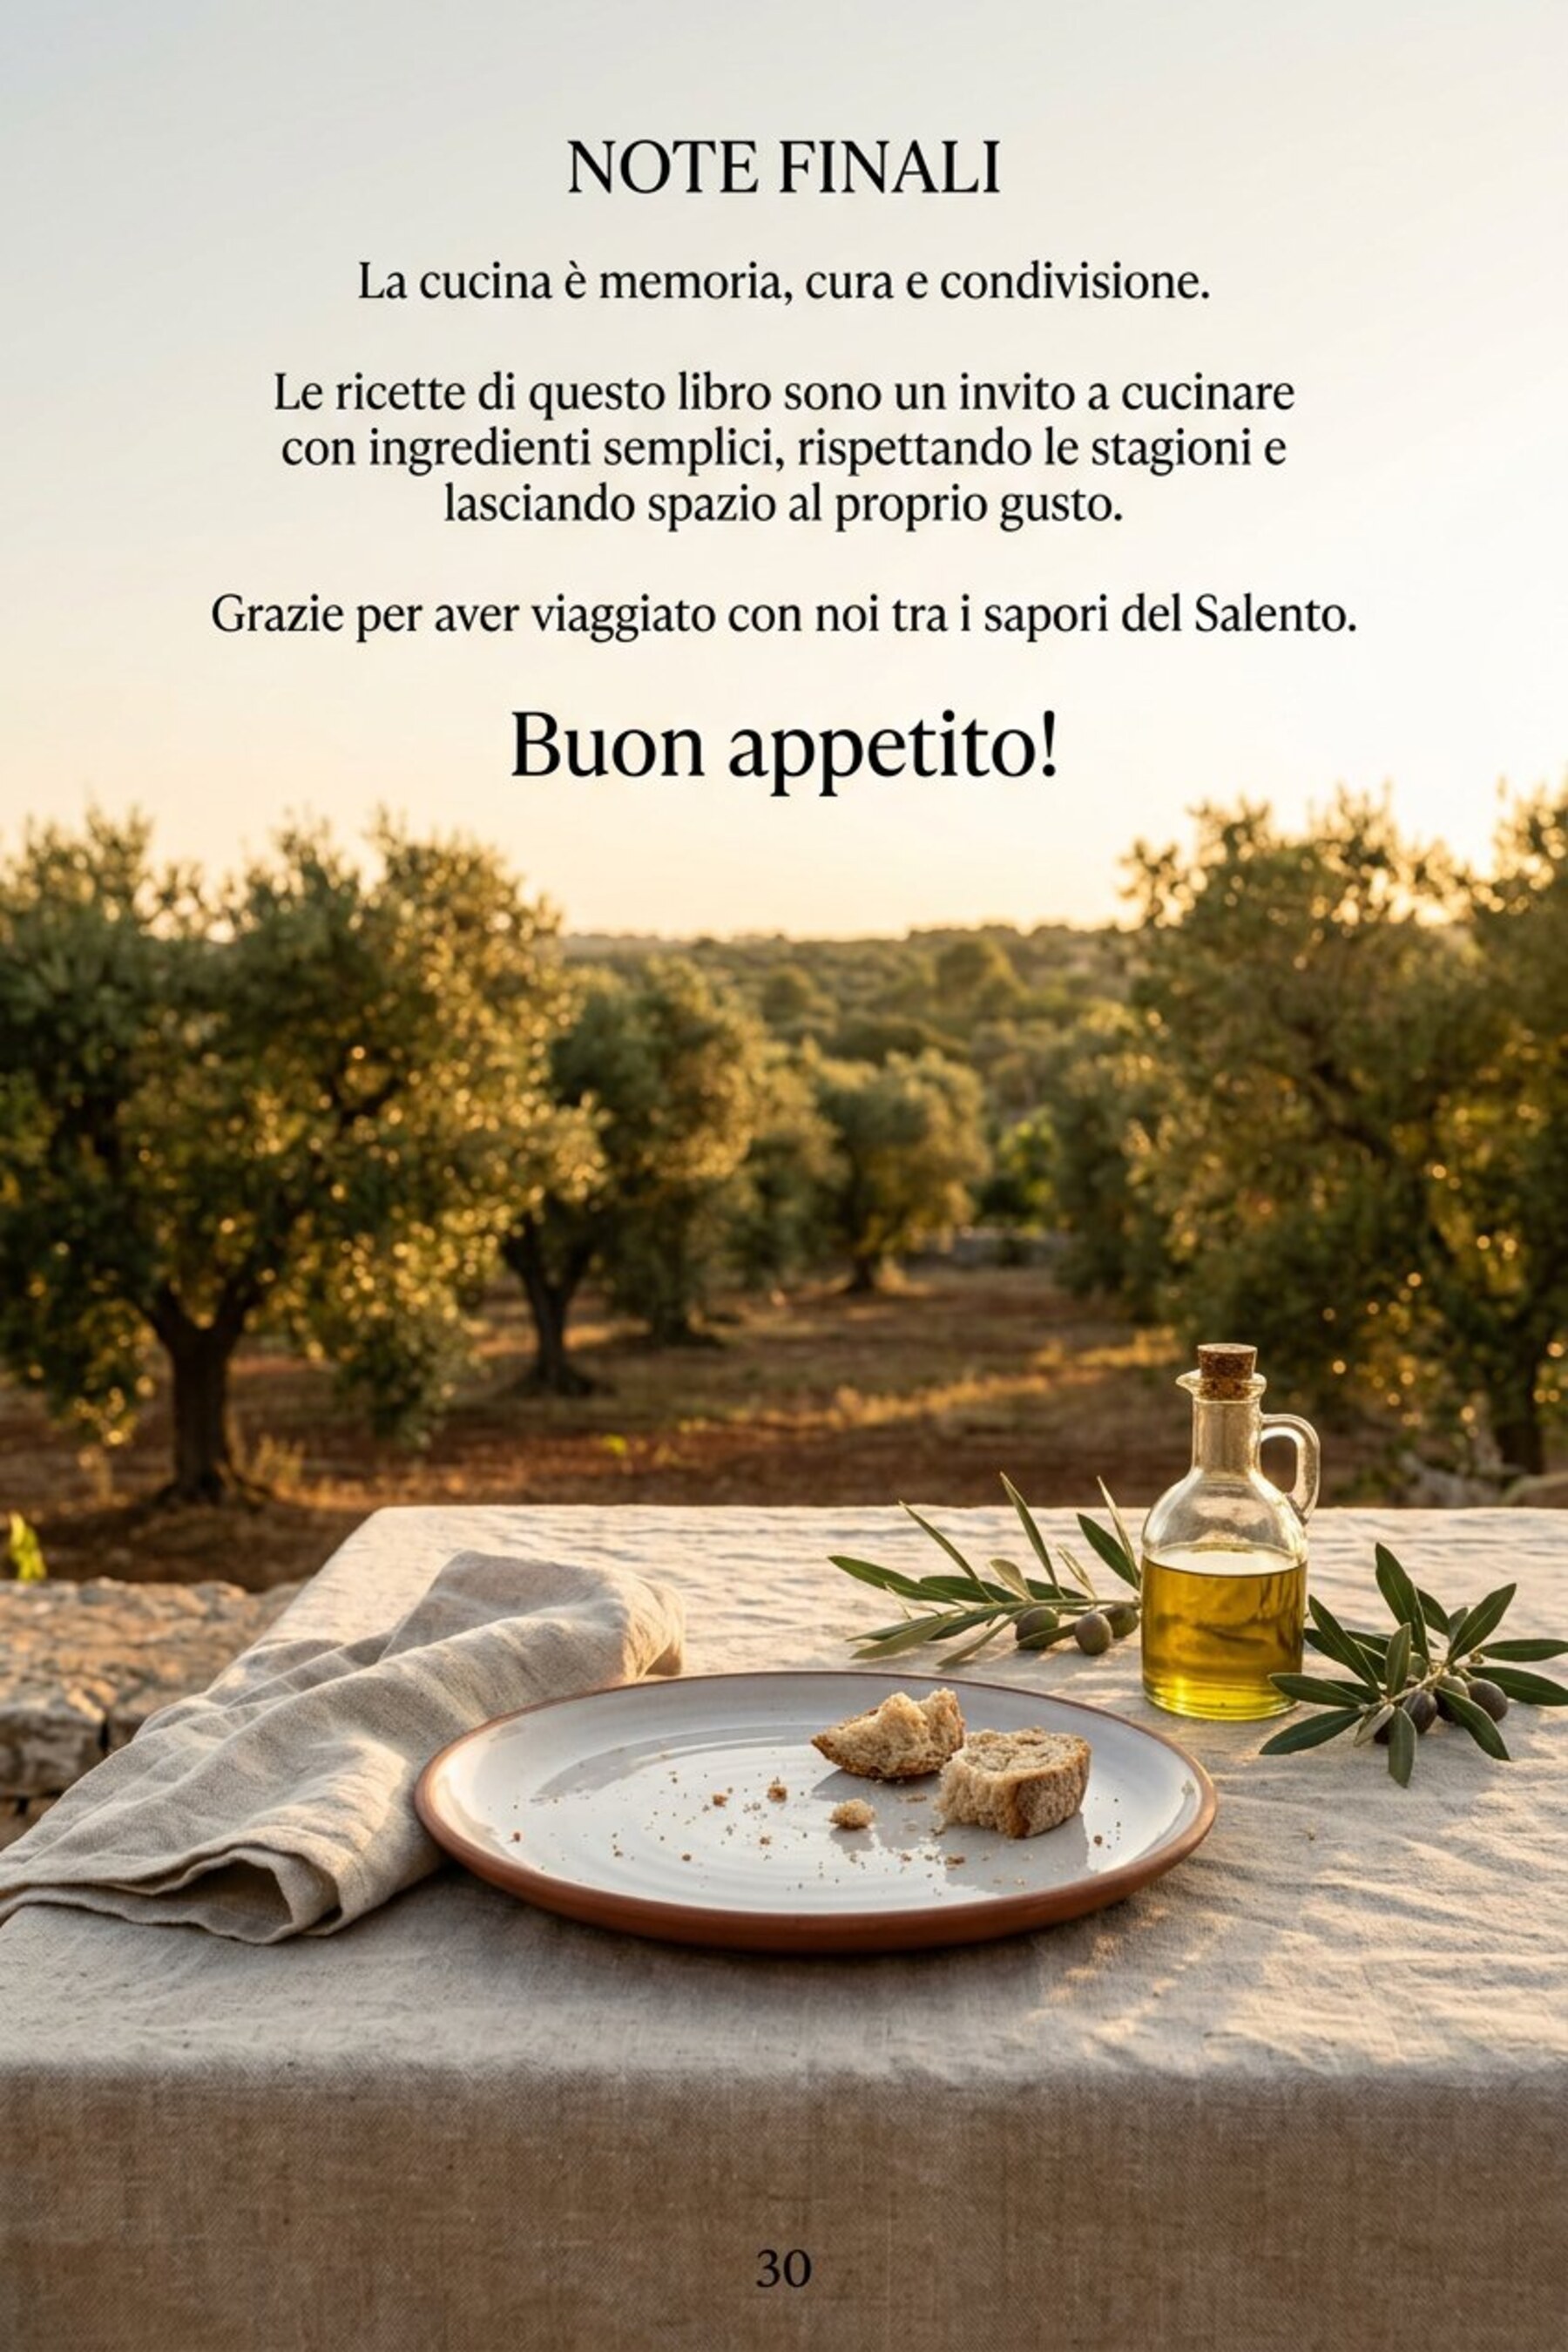 NOTE FINALI
La cucina è memoria, cura e condivisione.
Le ricette di questo libro sono un invito a cucinare
con ingredienti semplici, rispettando le stagioni e
lasciando spazio al proprio gusto.
Grazie per aver viaggiato con noi tra i sapori del Salento.
Buon appetito!
30